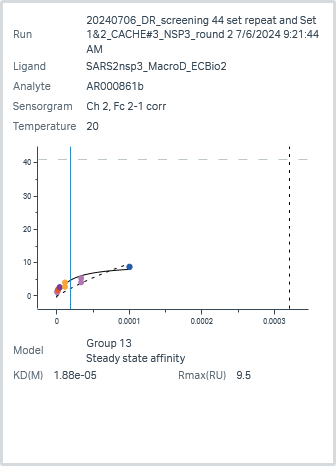 Run 20240706_DR_screening 44 set repeat and Set
1&2_CACHE#3_NSP3_round 2 7/6/2024 9:21:44
AM
Ligand SARS2nsp3_MacroD_ECBio2
Analyte AR000861b
Sensorgram Ch 2, Fc 2-1 corr
Temperature 20
40
30
20
10
0
0 0.0001 0.0002 0.0003
Model Group 13
Steady state affinity
KD(M) 1.88e-05 Rmax(RU) 9.5